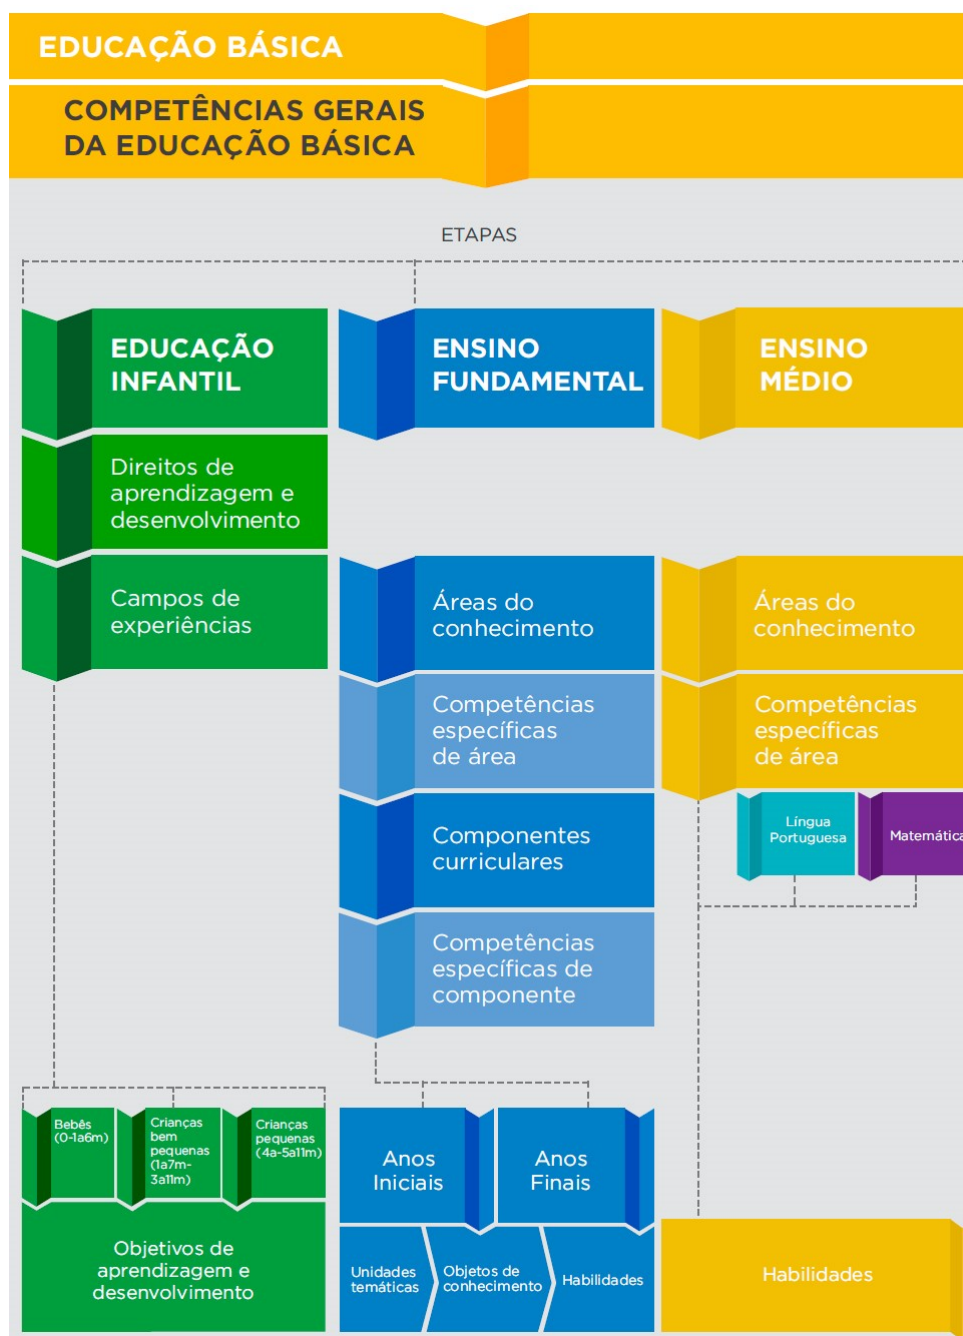 EDUCAÇÃO BÁSICA
COMPETÊNCIAS GERAIS
DA EDUCAÇÃO BÁSICA
ETAPAS
EDUCAÇÃO
INFANTIL
Direitos de
aprendizagem e
desenvolvimento
Campos de
experiências
Bebês
(0-1a6m)
Crianças
bem
pequenas
(1a7m-
3a11m)
Crianças
pequenas
(4a-5a11m)
Objetivos de
aprendizagem e
desenvolvimento
ENSINO
FUNDAMENTAL
Áreas do
conhecimento
Competências
específicas
de área
Componentes
curriculares
Competências
específicas de
componente
Anos
Iniciais
Anos
Finais
Unidades
temáticas
Objetos de
conhecimento
Habilidades
ENSINO
MÉDIO
Áreas do
conhecimento
Competências
específicas
de área
Língua
Portuguesa
Matemática
Habilidades